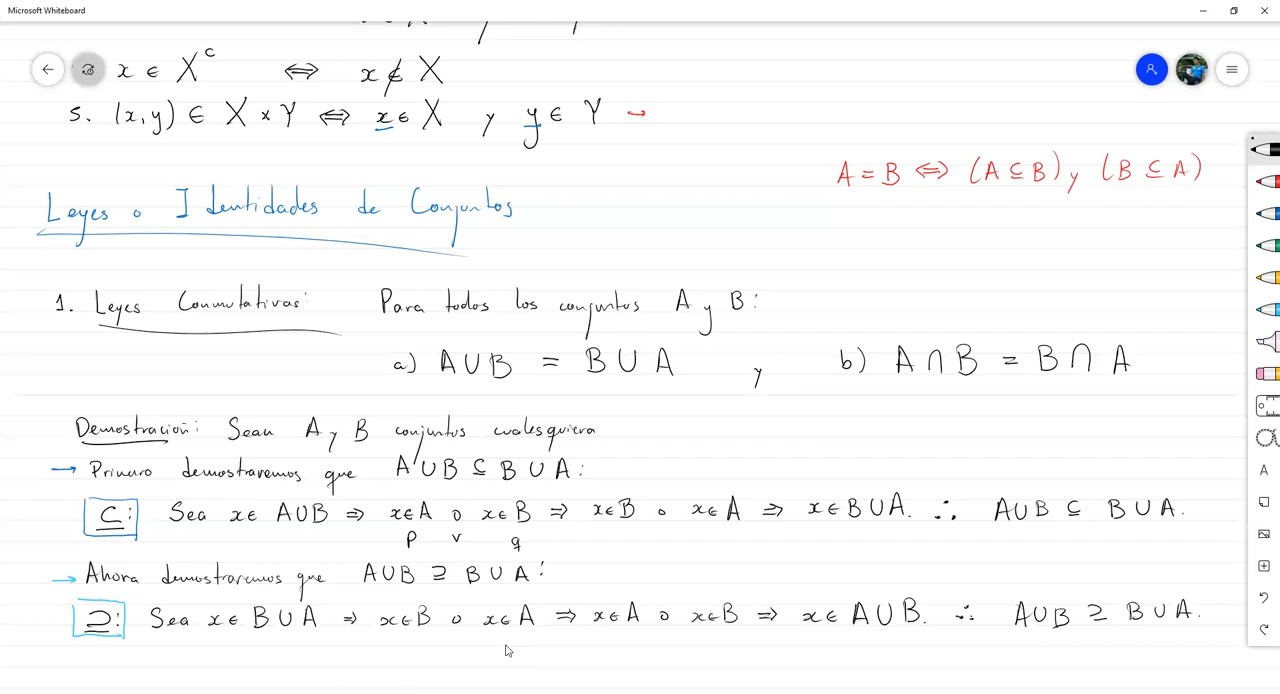 Microsoft Whiteboard
x ∈ X^c ⟺ x ∉ X
5. (x, y) ∈ X × Y ⟺ x ∈ X y y ∈ Y →
A = B ⟺ (A ⊆ B) y (B ⊆ A)
Leyes o Identidades de Conjuntos
1. Leyes Conmutativas: Para todos los conjuntos A y B:
a) A ∪ B = B ∪ A y b) A ∩ B = B ∩ A
Demostración: Sean A y B conjuntos cualesquiera
→ Primero demostraremos que A ∪ B ⊆ B ∪ A:
⊆: Sea x ∈ A ∪ B ⇒ x ∈ A o x ∈ B ⇒ x ∈ B o x ∈ A ⇒ x ∈ B ∪ A. ∴ A ∪ B ⊆ B ∪ A.
p v q
→ Ahora demostraremos que A ∪ B ⊇ B ∪ A:
⊇: Sea x ∈ B ∪ A ⇒ x ∈ B o x ∈ A ⇒ x ∈ A o x ∈ B ⇒ x ∈ A ∪ B. ∴ A ∪ B ⊇ B ∪ A.